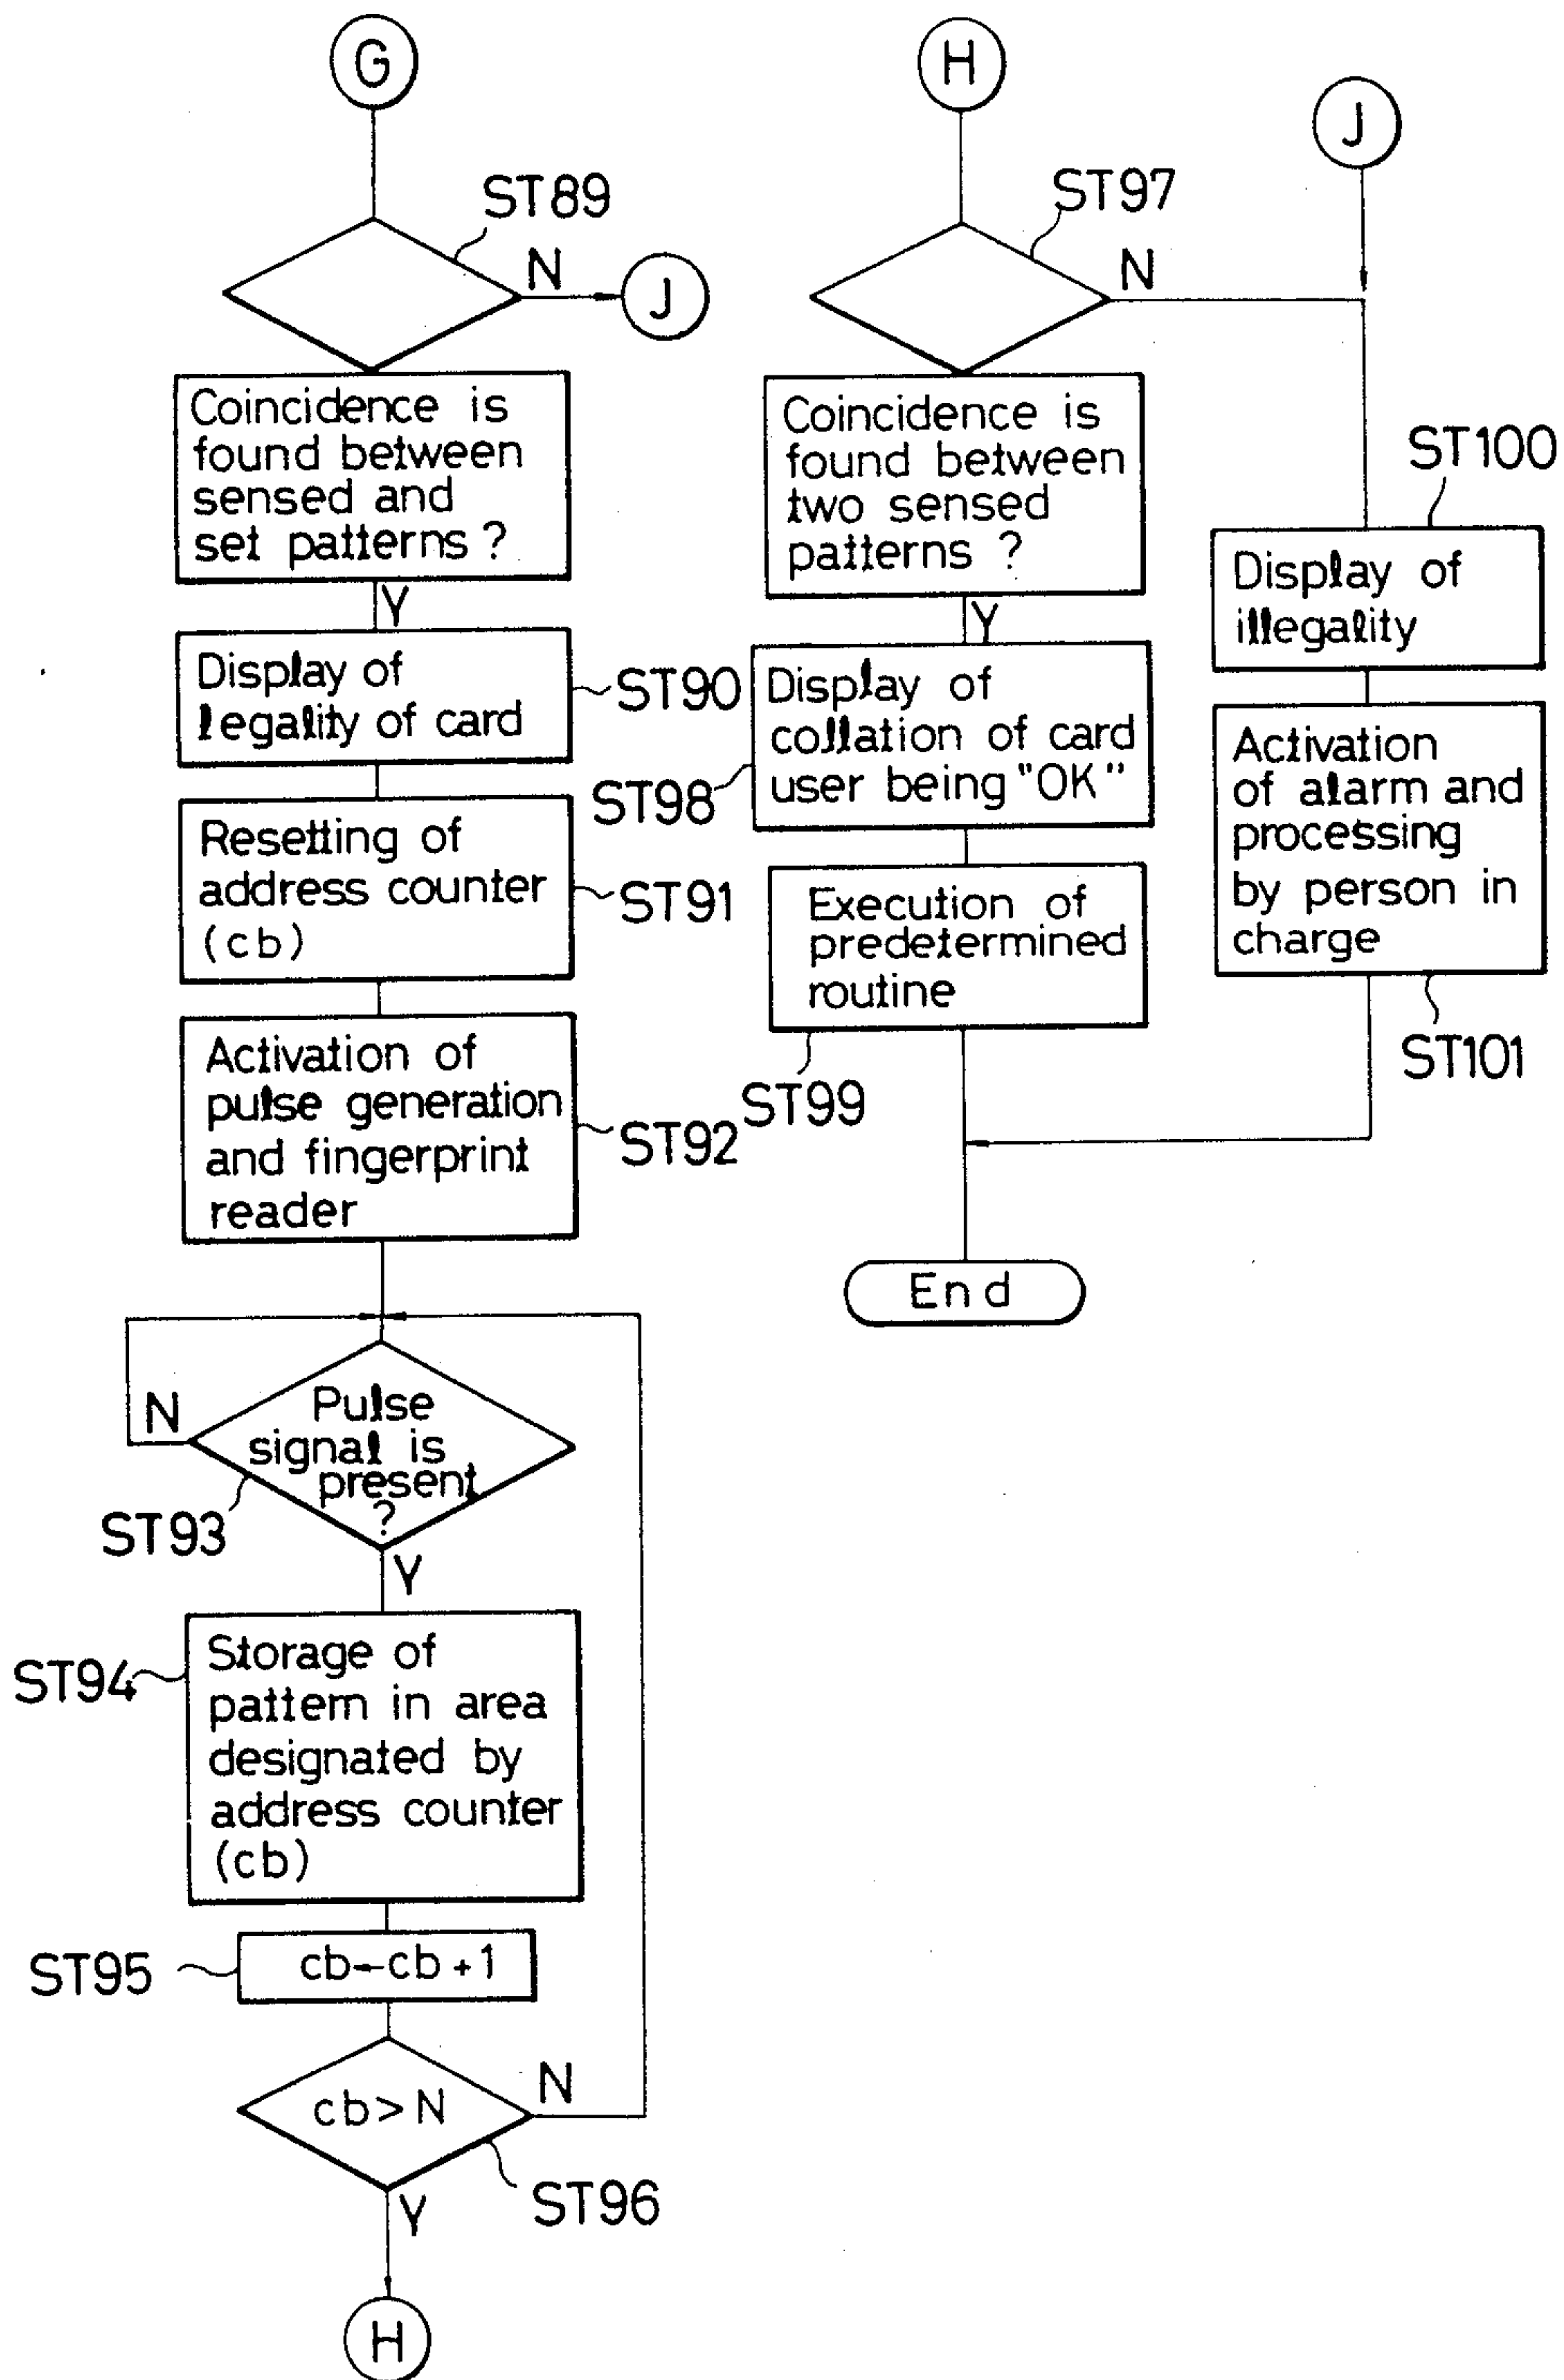 G
ST89
N
J
Coincidence is
found between
sensed and
set patterns ?
Y
Display of
legality of card
ST90
Resetting of
address counter
(cb)
ST91
Activation of
pulse generation
and fingerprint
reader
ST92
N
Pulse
signal is
present
?
ST93
Y
ST94
Storage of
pattern in area
designated by
address counter
(cb)
ST95
cb←cb+1
cb>N
N
ST96
Y
H
H
ST97
N
Coincidence is
found between
two sensed
patterns ?
Y
Display of
collation of card
user being "OK"
ST98
Execution of
predetermined
routine
ST99
End
J
ST100
Display of
illegality
Activation
of alarm and
processing
by person in
charge
ST101